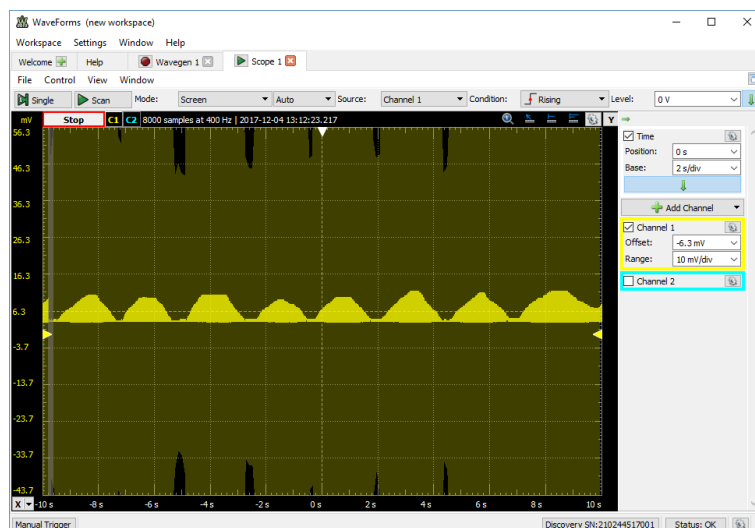 WaveForms (new workspace)
Workspace Settings Window Help
Welcome Help Wavegen 1 Scope 1
File Control View Window
Single Scan Mode: Screen Auto Source: Channel 1 Condition: Rising Level: 0 V
mV Stop C1 C2 8000 samples at 400 Hz | 2017-12-04 13:12:23.217 Y
56.3
46.3
36.3
26.3
16.3
6.3
-3.7
-13.7
-23.7
-33.7
-43.7
X -10 s -8 s -6 s -4 s -2 s 0 s 2 s 4 s 6 s 8 s 10 s
Time
Position: 0 s
Base: 2 s/div
Add Channel
Channel 1
Offset: -6.3 mV
Range: 10 mV/div
Channel 2
Manual Trigger Discovery SN:210244517001 Status: OK